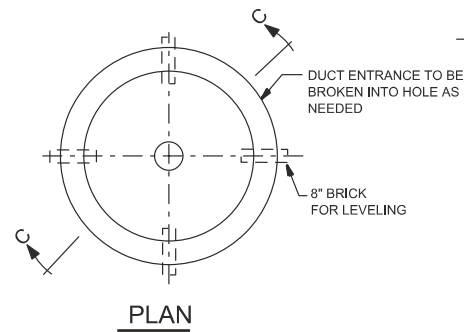 C
DUCT ENTRANCE TO BE
BROKEN INTO HOLE AS
NEEDED
8" BRICK
FOR LEVELING
C
PLAN